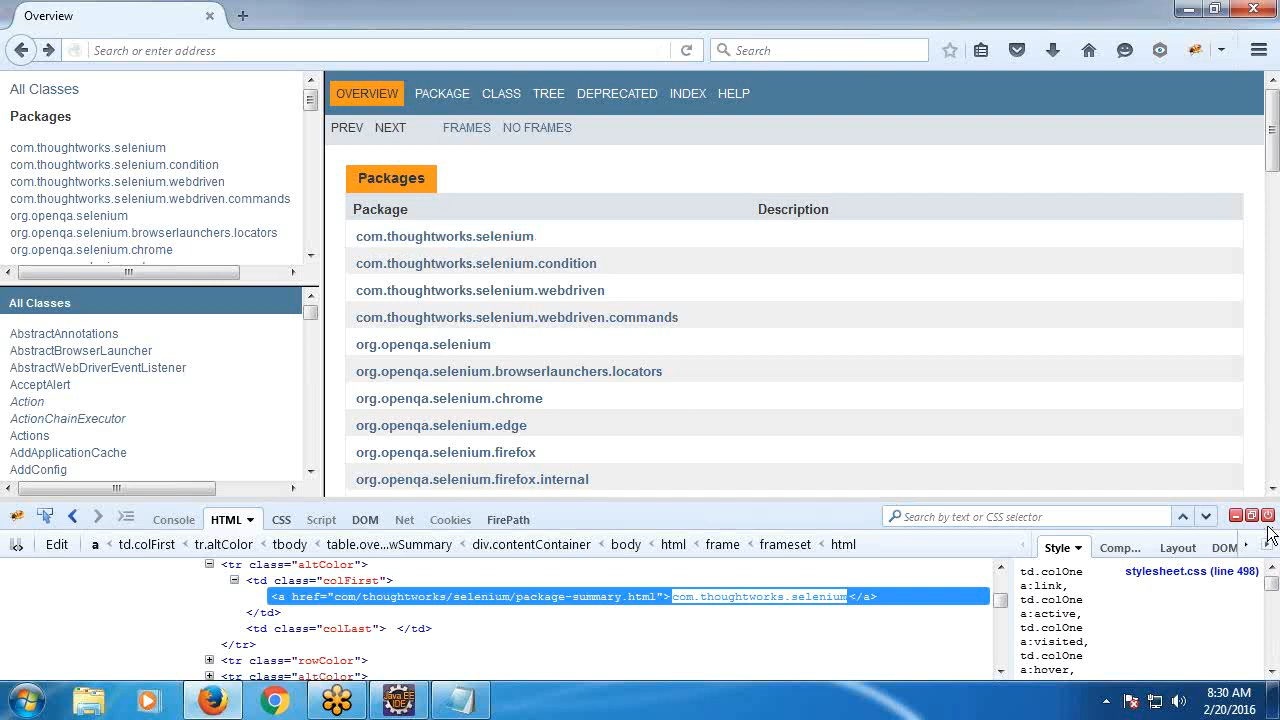 Overview
Search or enter address
Search
All Classes
Packages
com.thoughtworks.selenium
com.thoughtworks.selenium.condition
com.thoughtworks.selenium.webdriven
com.thoughtworks.selenium.webdriven.commands
org.openqa.selenium
org.openqa.selenium.browserlaunchers.locators
org.openqa.selenium.chrome
All Classes
AbstractAnnotations
AbstractBrowserLauncher
AbstractWebDriverEventListener
AcceptAlert
Action
ActionChainExecutor
Actions
AddApplicationCache
AddConfig
OVERVIEW PACKAGE CLASS TREE DEPRECATED INDEX HELP
PREV NEXT FRAMES NO FRAMES
Packages
Package Description
com.thoughtworks.selenium
com.thoughtworks.selenium.condition
com.thoughtworks.selenium.webdriven
com.thoughtworks.selenium.webdriven.commands
org.openqa.selenium
org.openqa.selenium.browserlaunchers.locators
org.openqa.selenium.chrome
org.openqa.selenium.edge
org.openqa.selenium.firefox
org.openqa.selenium.firefox.internal
Console HTML CSS Script DOM Net Cookies FirePath
Search by text or CSS selector
Edit a < td.colFirst < tr.altColor < tbody < table.ove...wSummary < div.contentContainer < body < html < frame < frameset < html
Style Comp... Layout DOM
<tr class="altColor">
<td class="colFirst">
<a href="com/thoughtworks/selenium/package-summary.html">com.thoughtworks.selenium</a>
</td>
<td class="colLast"> </td>
</tr>
<tr class="rowColor">
<tr class="altColor">
td.colOne stylesheet.css (line 498)
a:link,
td.colOne
a:active,
td.colOne
a:visited,
td.colOne
a:hover,
Java EE
IDE
8:30 AM
2/20/2016